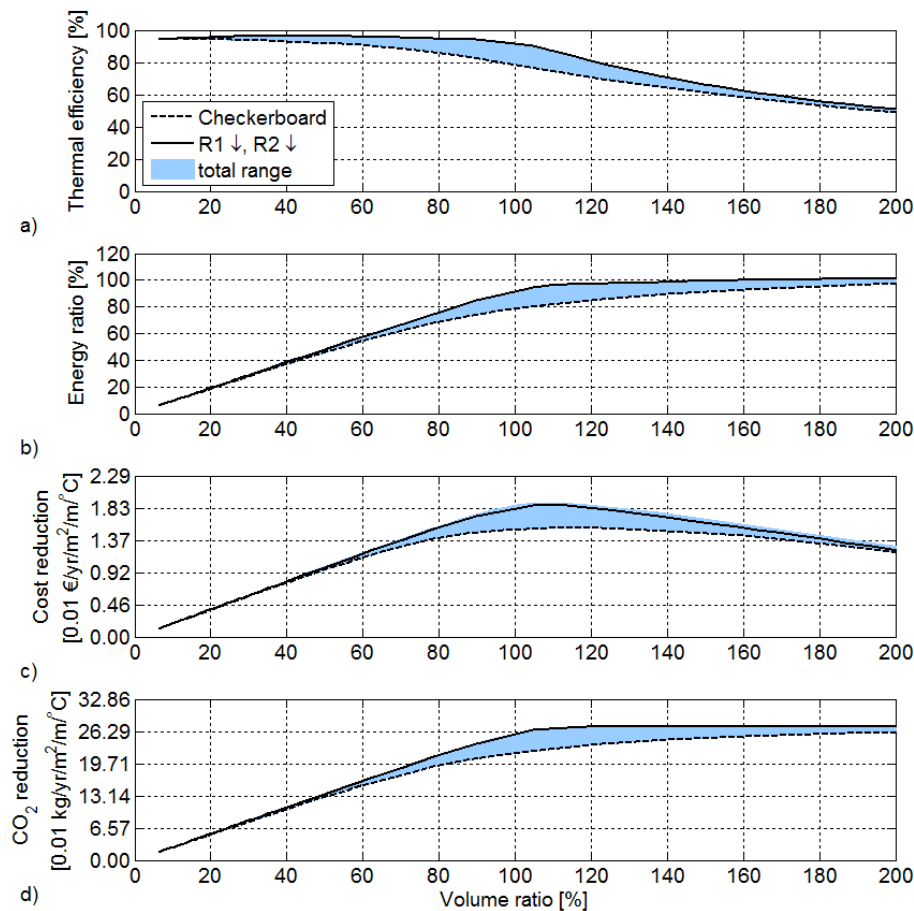 Thermal efficiency [%]
100
80
60
40
20
0
Checkerboard
R1 ↓, R2 ↓
total range
0 20 40 60 80 100 120 140 160 180 200
a)
Energy ratio [%]
120
100
80
60
40
20
0
0 20 40 60 80 100 120 140 160 180 200
b)
Cost reduction
[0.01 €/yr/m²/m/°C]
2.29
1.83
1.37
0.92
0.46
0.00
0 20 40 60 80 100 120 140 160 180 200
c)
CO₂ reduction
[0.01 kg/yr/m²/m/°C]
32.86
26.29
19.71
13.14
6.57
0.00
0 20 40 60 80 100 120 140 160 180 200
d)
Volume ratio [%]